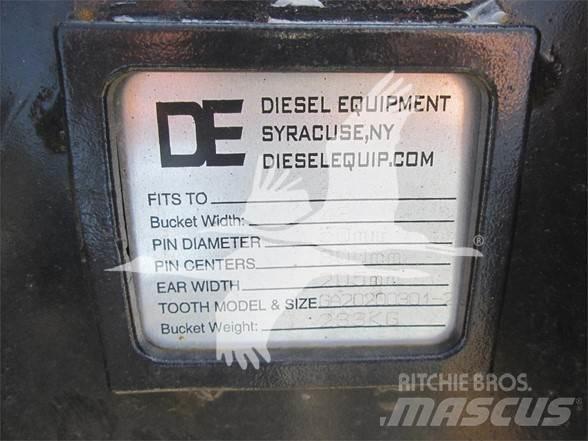 DE
DIESEL EQUIPMENT
SYRACUSE,NY
DIESELEQUIP.COM
FITS TO
Bucket Width:
PIN DIAMETER
PIN CENTERS
EAR WIDTH
TOOTH MODEL & SIZE
Bucket Weight: 283KG
RITCHIE BROS.
MASCUS